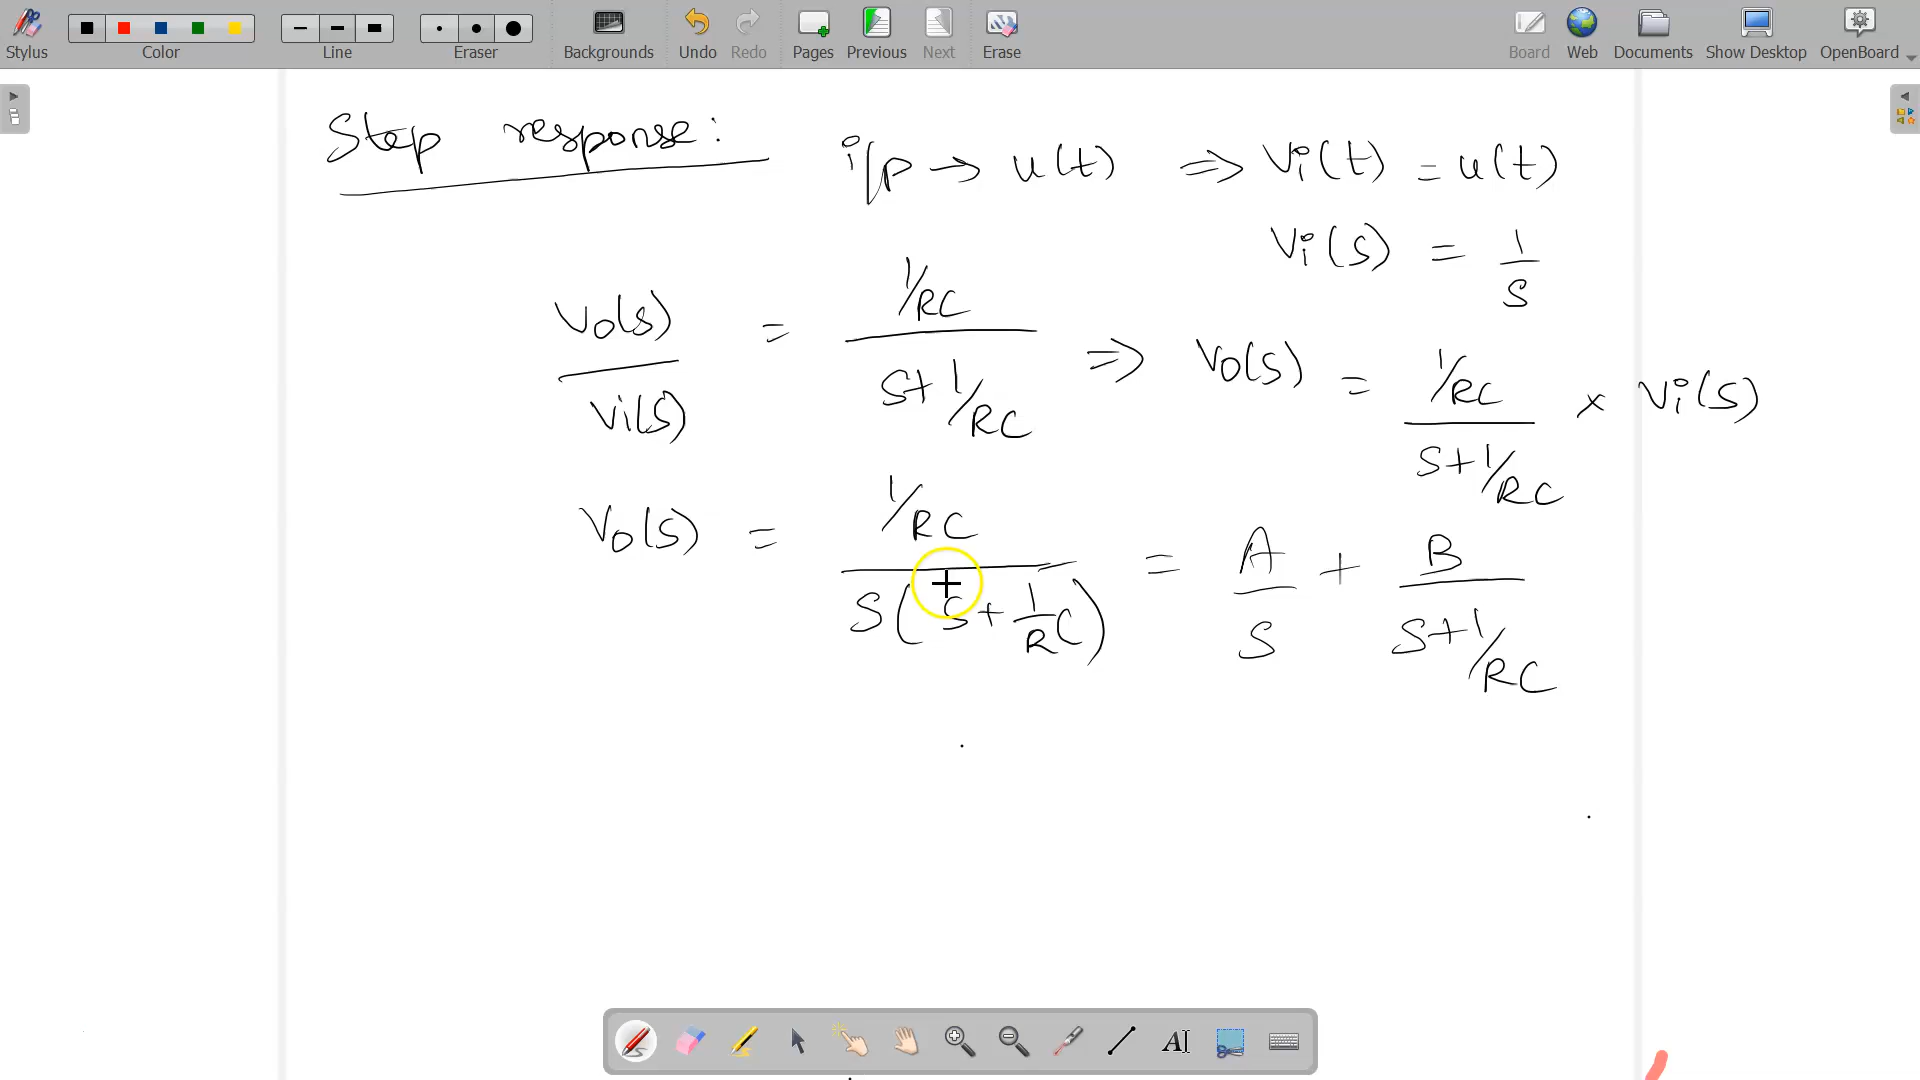 Stylus Color Line Eraser Backgrounds Undo Redo Pages Previous Next Erase Board Web Documents Show Desktop OpenBoard
Step response: i/p → u(t) ⇒ Vi(t) = u(t)
Vi(s) = 1/s
Vo(s)/Vi(s) = (1/RC)/(s+1/RC) ⇒ Vo(s) = (1/RC)/(s+1/RC) × Vi(s)
Vo(s) = (1/RC)/(s(s+1/RC)) = A/s + B/(s+1/RC)